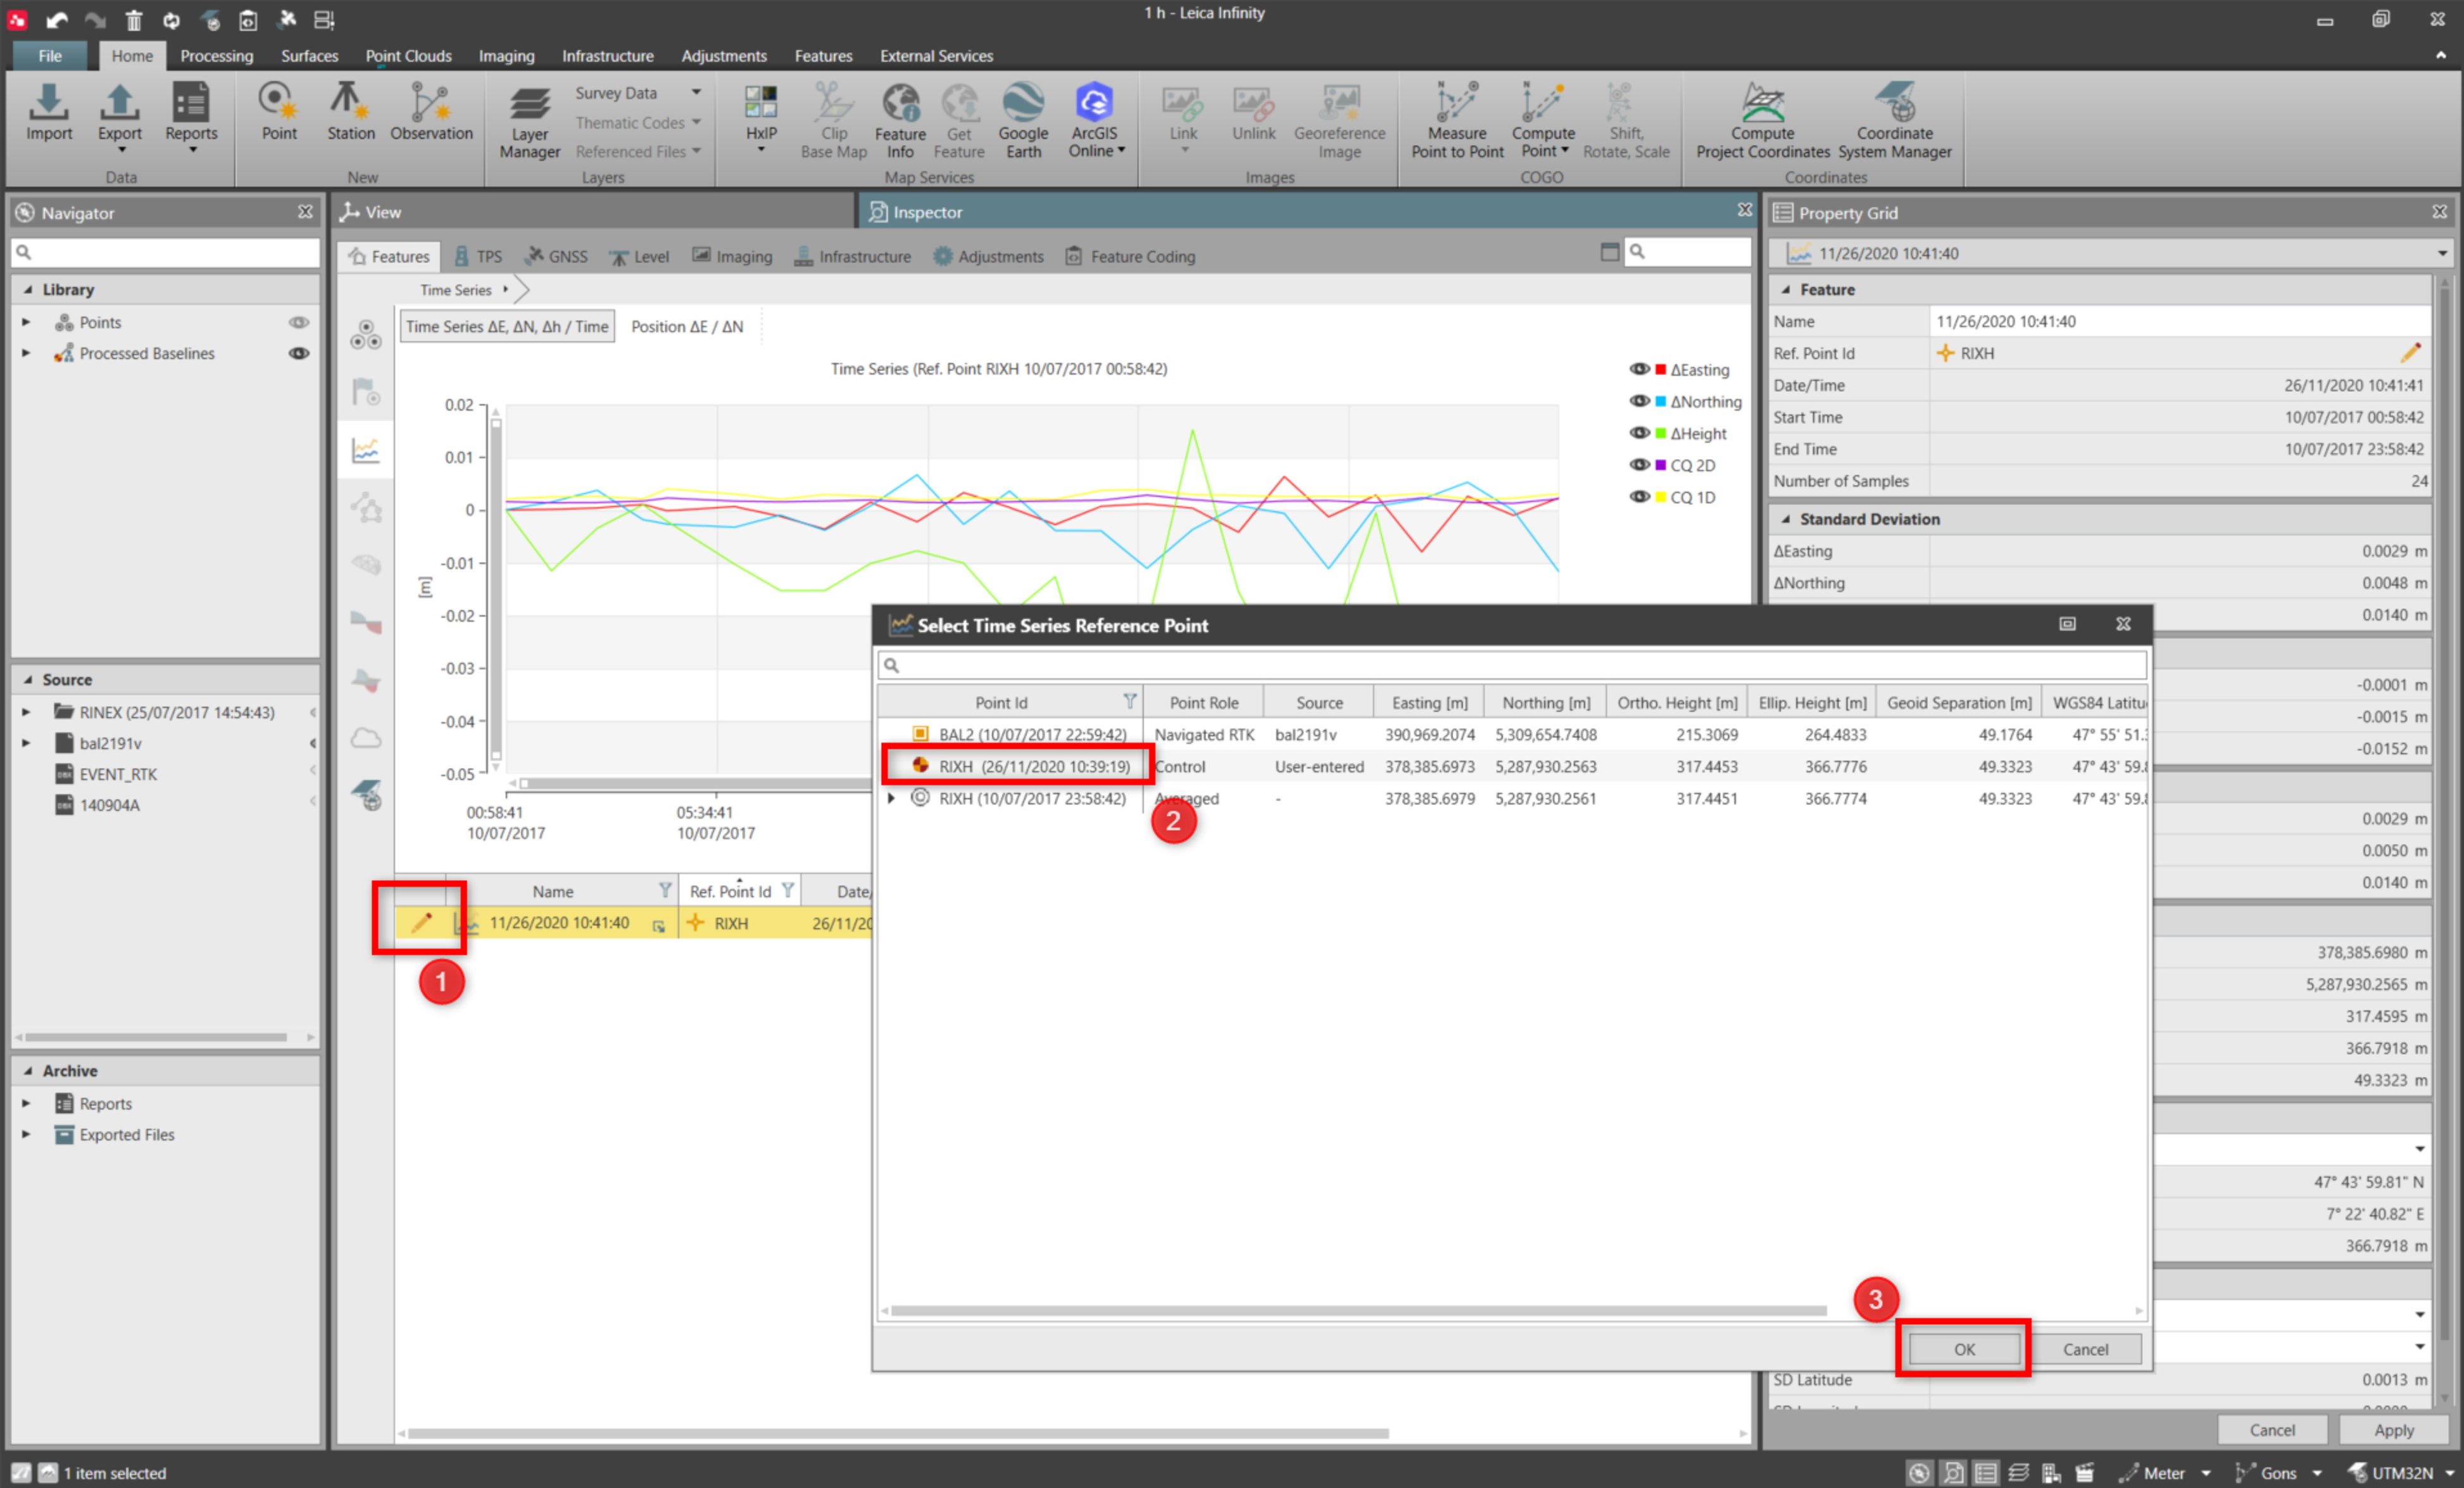 1 h - Leica Infinity
File Home Processing Surfaces Point Clouds Imaging Infrastructure Adjustments Features External Services
Import Export Reports
Data
Point Station Observation
New
Layer Manager
Survey Data
Thematic Codes
Referenced Files
Layers
HxIP
Clip Base Map
Feature Info
Get Feature
Google Earth
ArcGIS Online
Map Services
Link Unlink
Georeference Image
Images
Measure Point to Point
Compute Point
Shift, Rotate, Scale
COGO
Compute Project Coordinates
Coordinate System Manager
Coordinates
Navigator
Library
Points
Processed Baselines
Source
RINEX (25/07/2017 14:54:43)
bal2191v
EVENT_RTK
140904A
Archive
Reports
Exported Files
View
Inspector
Features TPS GNSS Level Imaging Infrastructure Adjustments Feature Coding
Time Series
Time Series ΔE, ΔN, Δh / Time
Position ΔE / ΔN
Time Series (Ref. Point RIXH 10/07/2017 00:58:42)
ΔEasting
ΔNorthing
ΔHeight
CQ 2D
CQ 1D
0.02
0.01
0
-0.01
[m]
-0.02
-0.03
-0.04
-0.05
00:58:41 05:34:41
10/07/2017 10/07/2017
Name Ref. Point Id Date/
11/26/2020 10:41:40 RIXH 26/11/20
1
Select Time Series Reference Point
Point Id Point Role Source Easting [m] Northing [m] Ortho. Height [m] Ellip. Height [m] Geoid Separation [m] WGS84 Latitu
BAL2 (10/07/2017 22:59:42) Navigated RTK bal2191v 390,969.2074 5,309,654.7408 215.3069 264.4833 49.1764 47° 55' 51.
RIXH (26/11/2020 10:39:19) Control User-entered 378,385.6973 5,287,930.2563 317.4453 366.7776 49.3323 47° 43' 59.
RIXH (10/07/2017 23:58:42) Averaged - 378,385.6979 5,287,930.2561 317.4451 366.7774 49.3323 47° 43' 59.
2
3
OK Cancel
Property Grid
11/26/2020 10:41:40
Feature
Name 11/26/2020 10:41:40
Ref. Point Id RIXH
Date/Time 26/11/2020 10:41:41
Start Time 10/07/2017 00:58:42
End Time 10/07/2017 23:58:42
Number of Samples 24
Standard Deviation
ΔEasting 0.0029 m
ΔNorthing 0.0048 m
0.0140 m
-0.0001 m
-0.0015 m
-0.0152 m
0.0029 m
0.0050 m
0.0140 m
378,385.6980 m
5,287,930.2565 m
317.4595 m
366.7918 m
49.3323 m
47° 43' 59.81" N
7° 22' 40.82" E
366.7918 m
SD Latitude 0.0013 m
Cancel Apply
1 item selected
Meter Gons UTM32N